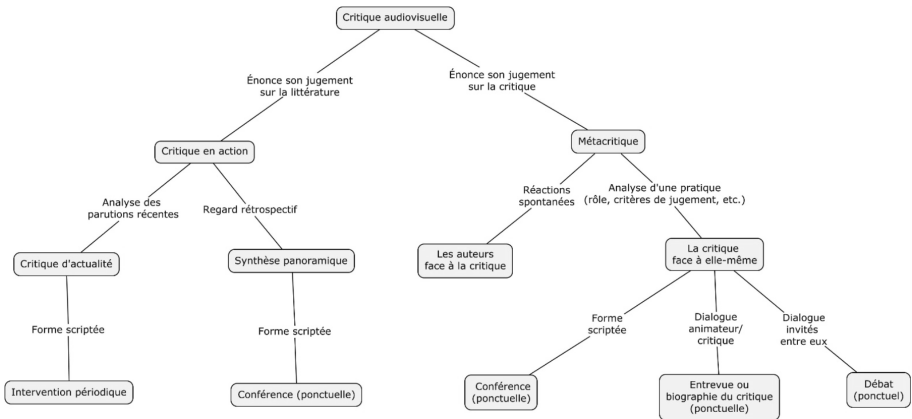 Critique audiovisuelle
Énonce son jugement
sur la littérature
Énonce son jugement
sur la critique
Critique en action
Métacritique
Analyse des
parutions récentes
Regard rétrospectif
Réactions
spontanées
Analyse d'une pratique
(rôle, critères de jugement, etc.)
Critique d'actualité
Synthèse panoramique
Les auteurs
face à la critique
La critique
face à elle-même
Forme scriptée
Forme scriptée
Forme
scriptée
Dialogue
animateur/
critique
Dialogue
invités
entre eux
Intervention périodique
Conférence (ponctuelle)
Conférence
(ponctuelle)
Entrevue ou
biographie du critique
(ponctuelle)
Débat
(ponctuel)